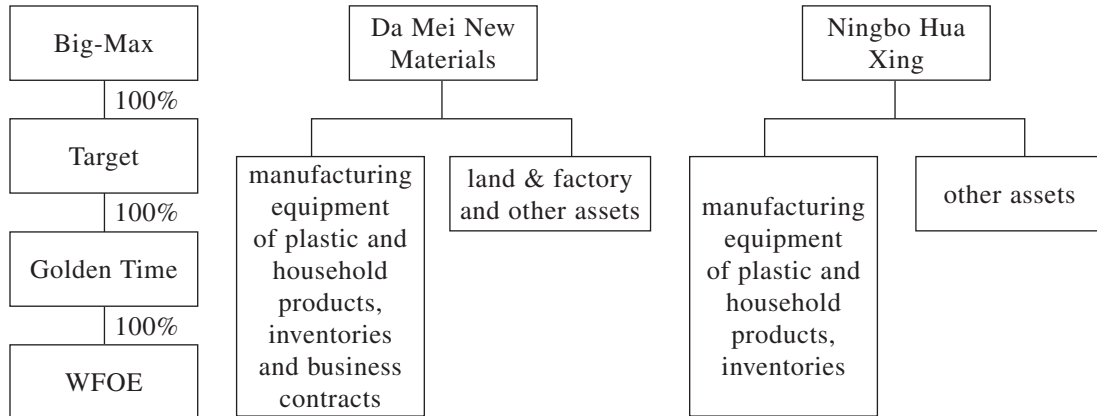 Big-Max
100%
Target
100%
Golden Time
100%
WFOE
Da Mei New
Materials
manufacturing
equipment
of plastic and
household
products,
inventories
and business
contracts
land & factory
and other assets
Ningbo Hua
Xing
manufacturing
equipment
of plastic and
household
products,
inventories
other assets